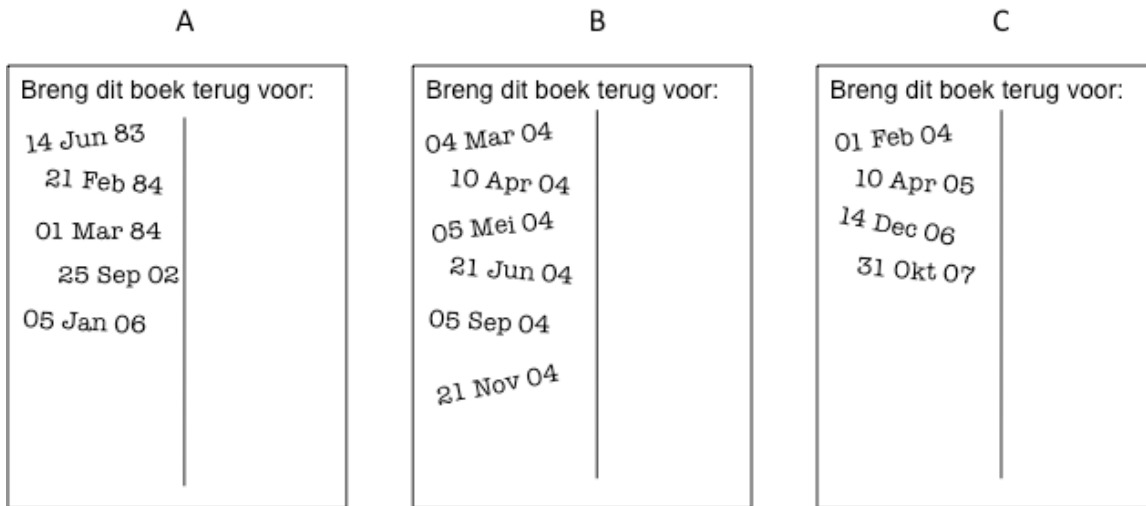 A
Breng dit boek terug voor:
14 Jun 83
21 Feb 84
01 Mar 84
25 Sep 02
05 Jan 06
B
Breng dit boek terug voor:
04 Mar 04
10 Apr 04
05 Mei 04
21 Jun 04
05 Sep 04
21 Nov 04
C
Breng dit boek terug voor:
01 Feb 04
10 Apr 05
14 Dec 06
31 Okt 07